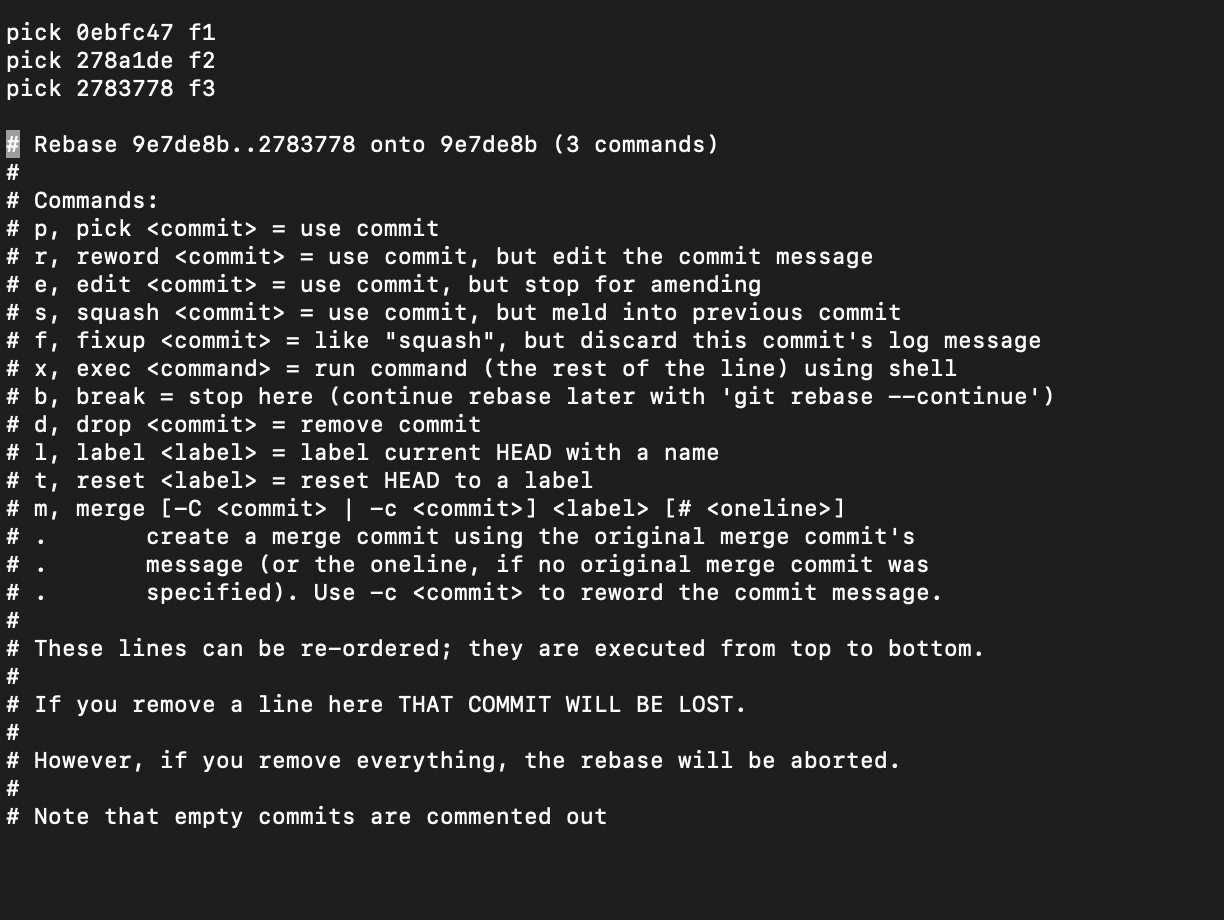 pick 0ebfc47 f1
pick 278a1de f2
pick 2783778 f3
# Rebase 9e7de8b..2783778 onto 9e7de8b (3 commands)
#
# Commands:
# p, pick <commit> = use commit
# r, reword <commit> = use commit, but edit the commit message
# e, edit <commit> = use commit, but stop for amending
# s, squash <commit> = use commit, but meld into previous commit
# f, fixup <commit> = like "squash", but discard this commit's log message
# x, exec <command> = run command (the rest of the line) using shell
# b, break = stop here (continue rebase later with 'git rebase --continue')
# d, drop <commit> = remove commit
# l, label <label> = label current HEAD with a name
# t, reset <label> = reset HEAD to a label
# m, merge [-C <commit> | -c <commit>] <label> [# <oneline>]
# .       create a merge commit using the original merge commit's
# .       message (or the oneline, if no original merge commit was
# .       specified). Use -c <commit> to reword the commit message.
#
# These lines can be re-ordered; they are executed from top to bottom.
#
# If you remove a line here THAT COMMIT WILL BE LOST.
#
# However, if you remove everything, the rebase will be aborted.
#
# Note that empty commits are commented out